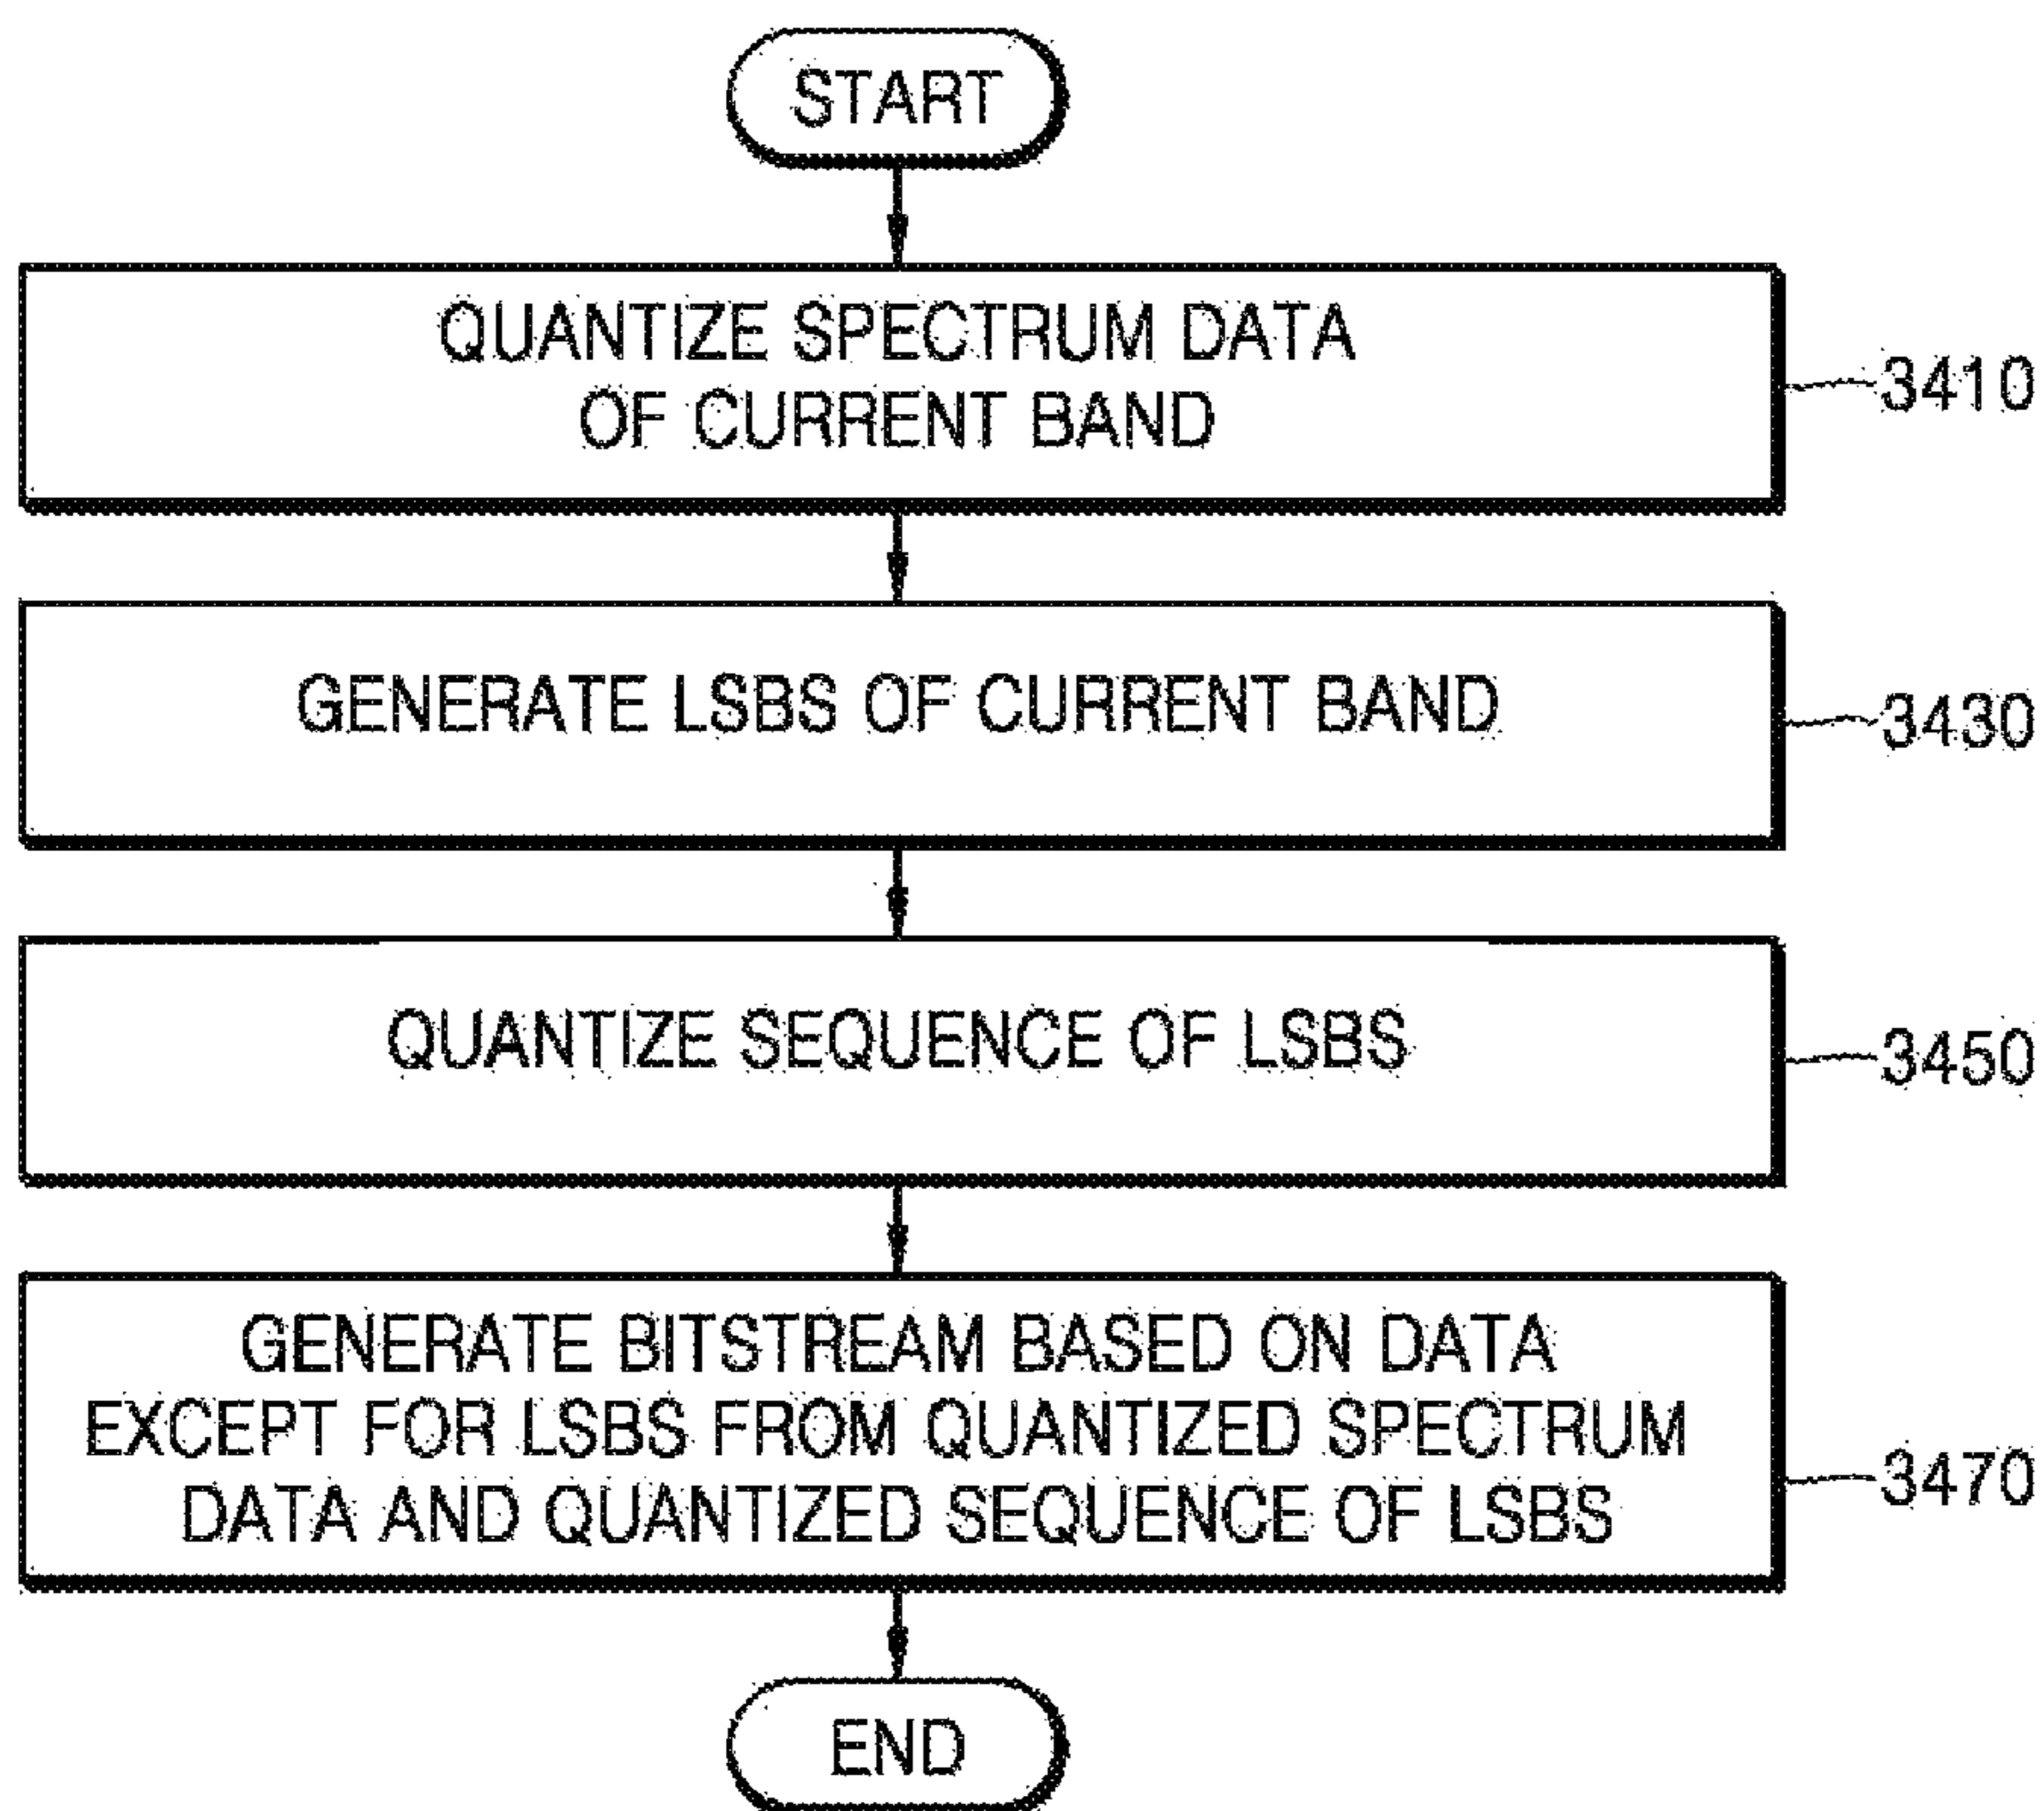 START
QUANTIZE SPECTRUM DATA
OF CURRENT BAND
3410
GENERATE LSBS OF CURRENT BAND
3430
QUANTIZE SEQUENCE OF LSBS
3450
GENERATE BITSTREAM BASED ON DATA
EXCEPT FOR LSBS FROM QUANTIZED SPECTRUM
DATA AND QUANTIZED SEQUENCE OF LSBS
3470
END